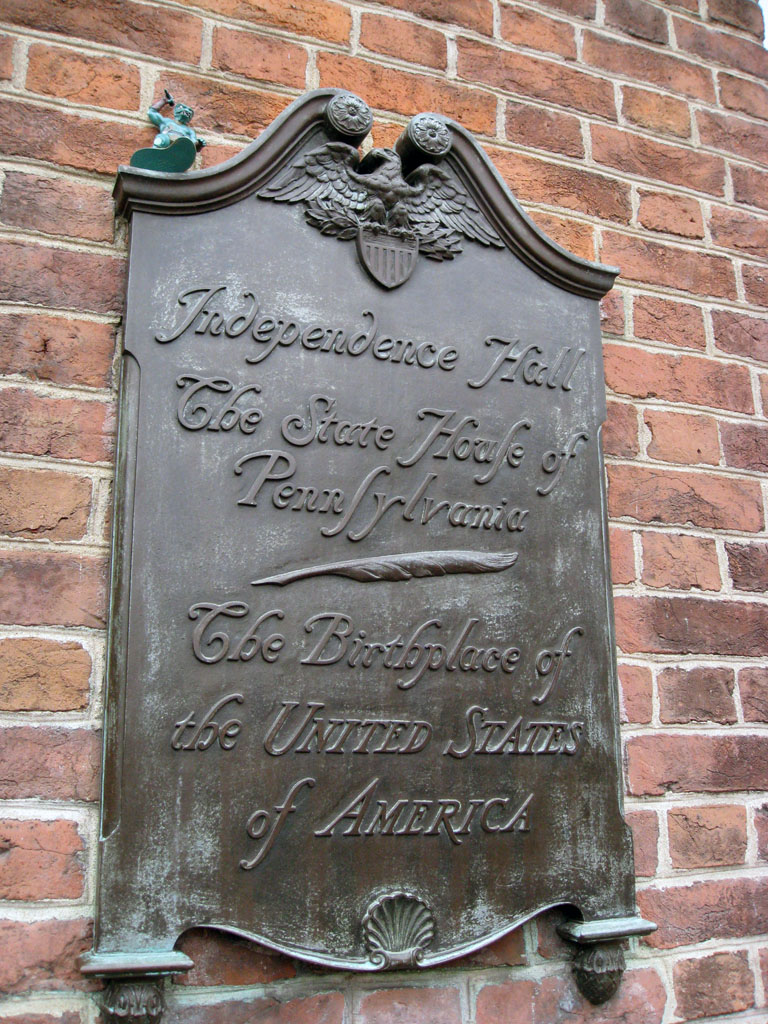 Independence Hall
The State Houſe of
Pennſylvania
The Birthplace of
the UNITED STATES
of AMERICA